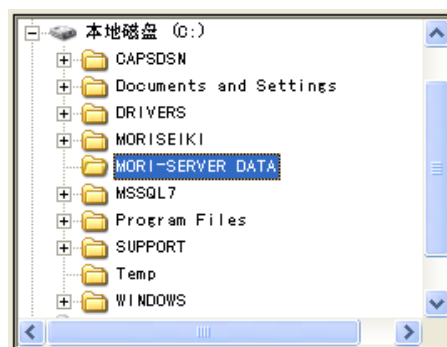 本地磁盘 (C:)
CAPSDSN
Documents and Settings
DRIVERS
MORISEIKI
MORI-SERVER DATA
MSSQL7
Program Files
SUPPORT
Temp
WINDOWS